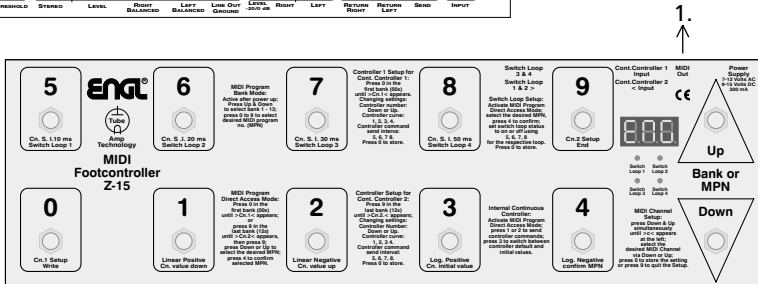 RESHOLD STEREO LEVEL RIGHT BALANCED LEFT BALANCED LINE OUT GROUND LEVEL -20/0 dB RIGHT LEFT RETURN RIGHT RETURN LEFT SEND INPUT
1.
5
Cn. S. I.10 ms
Switch Loop 1
ENGL®
Tube
Amp
Technology
MIDI
Footcontroller
Z-15
6
Cn. S .I. 20 ms
Switch Loop 2
MIDI Program
Bank Mode:
Active after power up;
Press Up & Down
to select bank 1 - 13;
press 0 to 9 to select
desired MIDI program
no. (MPN)
7
Cn. S. I. 30 ms
Switch Loop 3
Controller 1 Setup for
Cont. Controller 1:
Press 0 in the
first bank (00x)
until >Cn.1< appears.
Changing settings:
Controller number:
Down or Up.
Controller curve:
1, 2, 3, 4.
Controller command
send interval:
5, 6, 7, 8.
Press 0 to store.
8
Cn. S. I. 50 ms
Switch Loop 4
Switch Loop
3 & 4
Switch Loop
1 & 2 >
Switch Loop Setup:
Activate MIDI Program
Direct Access Mode;
select the desired MPN,
press 4 to confirm;
set switch loop status
to on or off using
5, 6, 7, 8
for the respective loop.
Press 0 to store.
9
Cn.2 Setup
End
Cont.Controller 1
Input
Cont.Controller 2
< Input
MIDI
Out
CE
Power
Supply
7-12 Volts AC
9-15 Volts DC
300 mA
Switch
Loop 1
Switch
Loop 2
Switch
Loop 3
Switch
Loop 4
Up
Bank or
MPN
Down
0
Cn.1 Setup
Write
1
Linear Positve
Cn. value down
MIDI Program
Direct Access Mode:
Press 0 in the
first bank (00x)
until >Cn.1< appears;
or
press 9 in the
last bank (12x)
until >Cn.2< appears,
then press 9;
press Down or Up to
select the desired MPN;
press 4 to confirm
selected MPN.
2
Linear Negative
Cn. value up
Controller Setup for
Cont. Controller 2:
Press 9 in the
last bank (12x)
until >Cn.2.< appears;
Changing settings:
Controller Number:
Down or Up.
Controller curve:
1, 2, 3, 4.
Controller command
send interval:
5, 6, 7, 8.
Press 0 to store.
3
Log. Positive
Cn. initial value
Internal Continuous
Controller:
Activate MIDI Program
Direct Access Mode;
press 1 or 2 to send
controller commands;
press 3 to switch between
controller default and
initial values.
4
Log. Negative
confirm MPN
MIDI Channel
Setup:
press Down & Up
simultaneously
until >c< appears
at the left;
select the
desired MIDI Channel
via Down or Up;
press 0 to store the setting
or press 9 to quit the Setup.